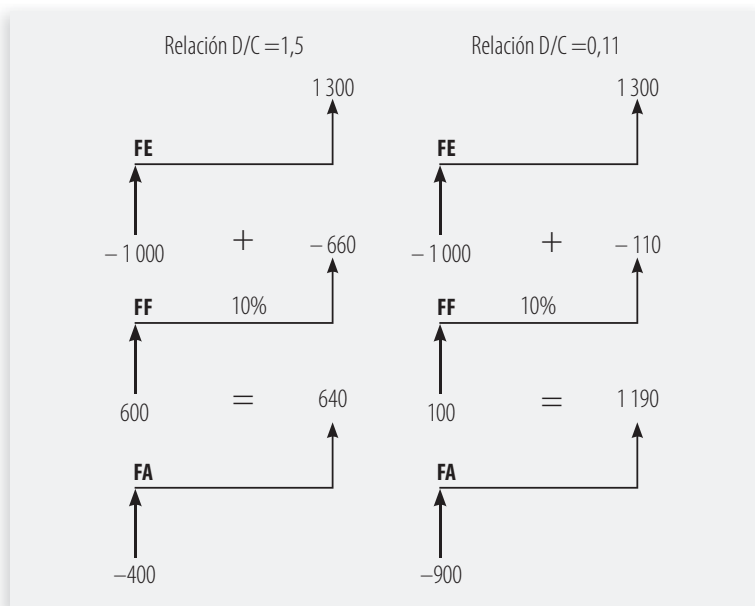 Relación D/C =1,5 Relación D/C =0,11
1 300 1 300
FE FE
– 1 000 + – 660 – 1 000 + – 110
FF 10% FF 10%
600 = 640 100 = 1 190
FA FA
–400 –900